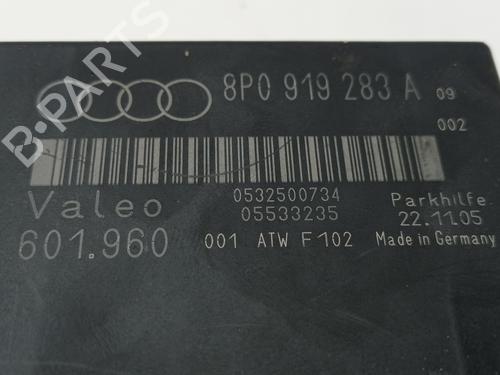 8P0 919 283 A 09
002
B-PARTS
0532500734
05533235
Valeo
Parkhilfe
22.11.05
601.960 001 ATW F102 Made in Germany